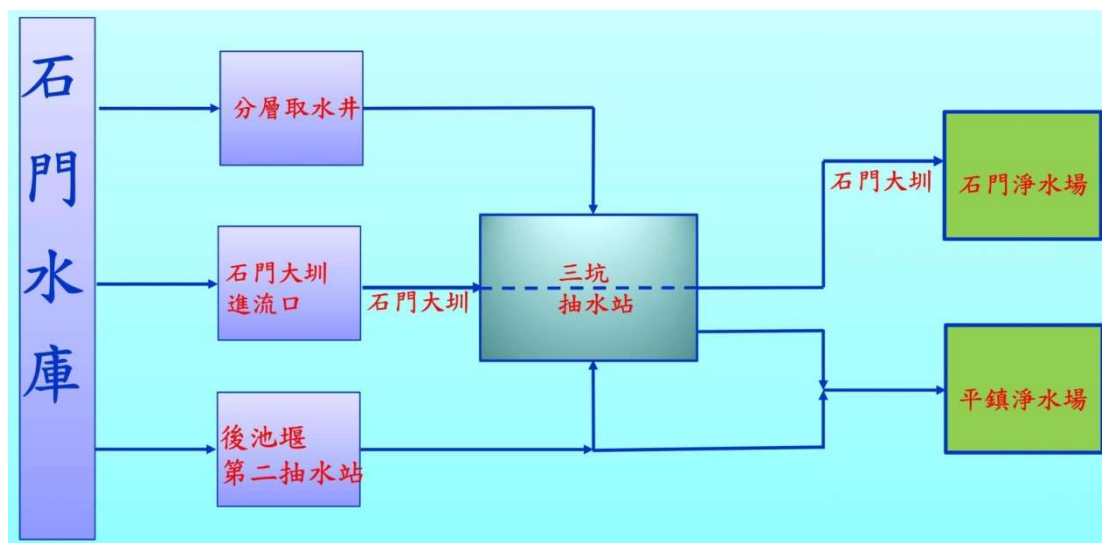 石門水庫
分層取水井
石門大圳
進流口
石門大圳
後池堰
第二抽水站
三坑
抽水站
石門大圳
石門淨水場
平鎮淨水場